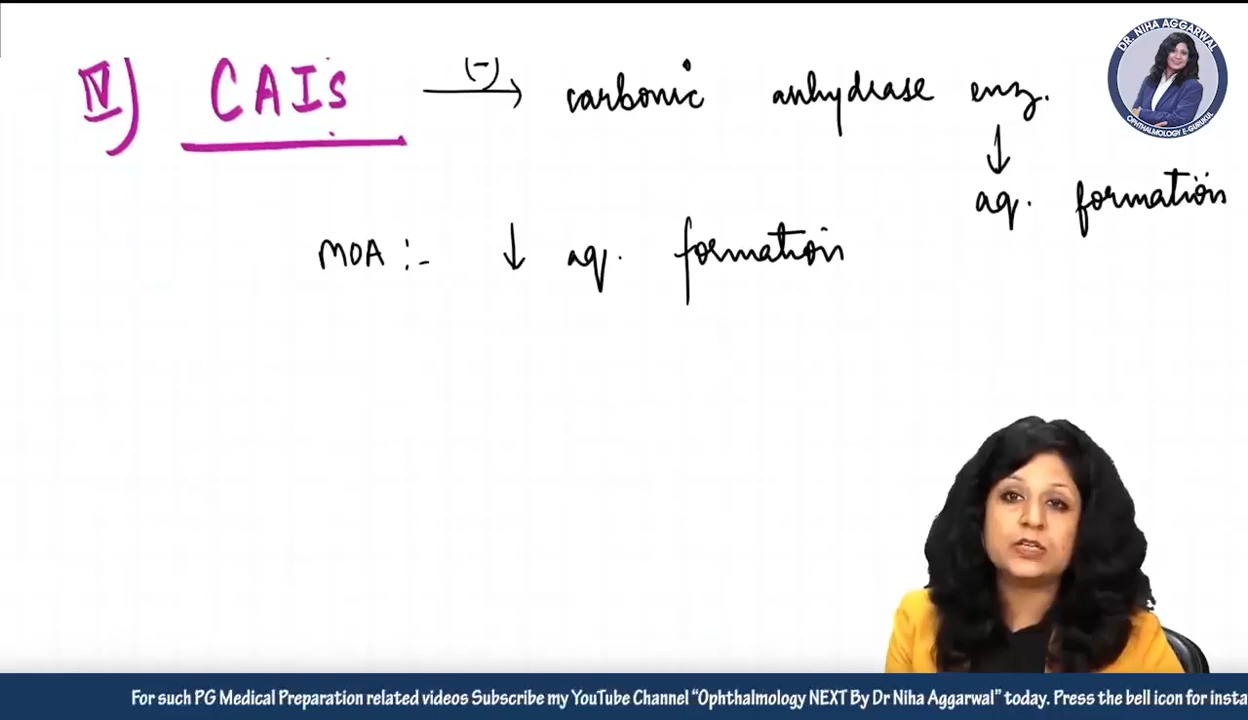 IV) CAIs (-) carbonic anhydrase enz.
↓
aq. formation
MOA :- ↓ aq. formation
DR. NIHA AGGARWAL
OPHTHALMOLOGY E-GURUKUL
For such PG Medical Preparation related videos Subscribe my YouTube Channel “Ophthalmology NEXT By Dr Niha Aggarwal” today. Press the bell icon for insta